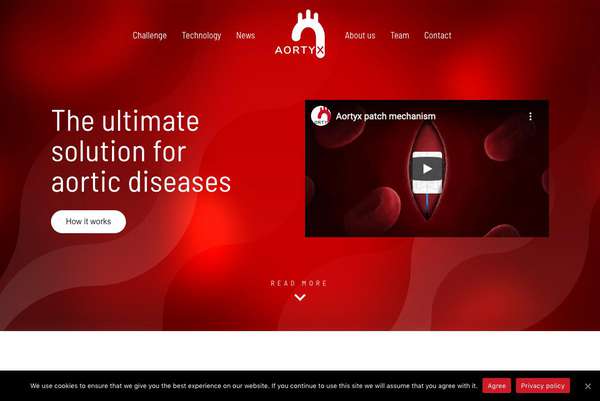 Challenge
Technology
News
AORTYX
About us
Team
Contact
The ultimate
solution for
aortic diseases
How it works
AORTYX
Aortyx patch mechanism
READ MORE
We use cookies to ensure that we give you the best experience on our website. If you continue to use this site we will assume that you agree with it.
Agree
Privacy policy